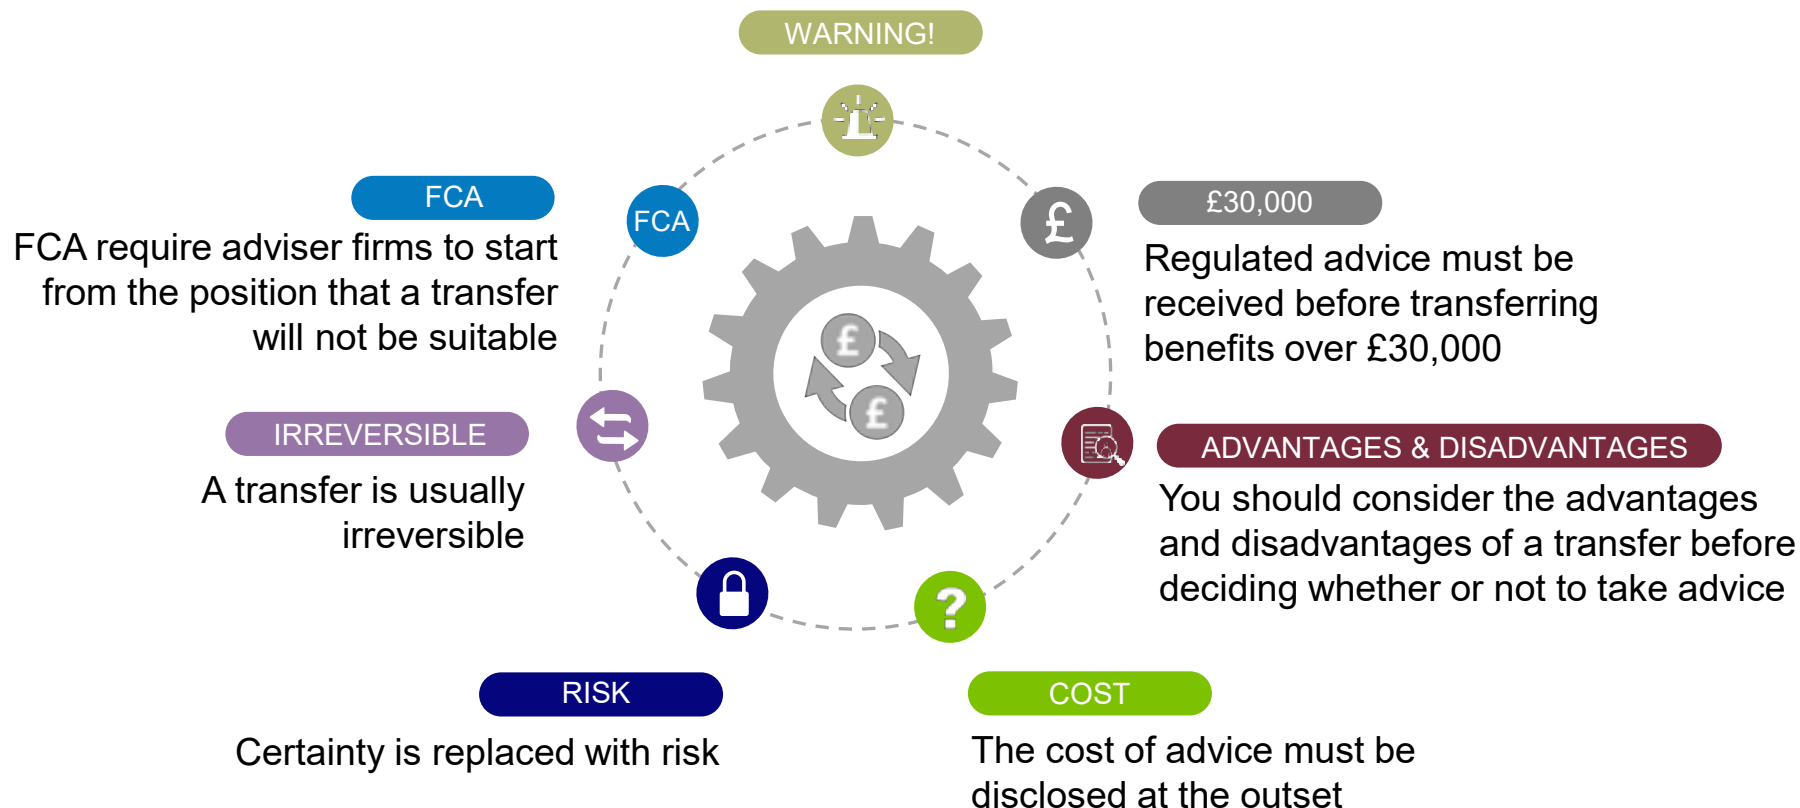 WARNING!
FCA
FCA require adviser firms to start
from the position that a transfer
will not be suitable
FCA
£
£30,000
Regulated advice must be
received before transferring
benefits over £30,000
£
£
IRREVERSIBLE
A transfer is usually
irreversible
ADVANTAGES & DISADVANTAGES
You should consider the advantages
and disadvantages of a transfer before
deciding whether or not to take advice
?
RISK
Certainty is replaced with risk
COST
The cost of advice must be
disclosed at the outset